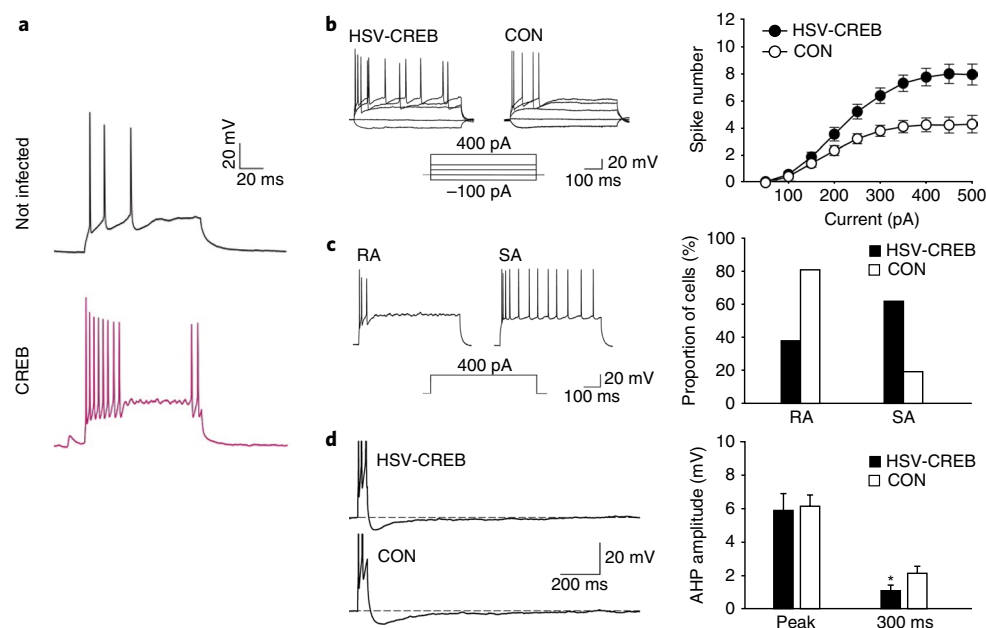 a
Not infected
20 mV
20 ms
CREB
b
HSV-CREB
CON
400 pA
–100 pA
20 mV
100 ms
Spike number
12
10
8
6
4
2
0
HSV-CREB
CON
100
200
300
400
500
Current (pA)
c
RA
SA
400 pA
20 mV
100 ms
Proportion of cells (%)
100
80
60
40
20
0
HSV-CREB
CON
RA
SA
d
HSV-CREB
CON
20 mV
200 ms
AHP amplitude (mV)
10
8
6
4
2
0
HSV-CREB
CON
*
Peak
300 ms